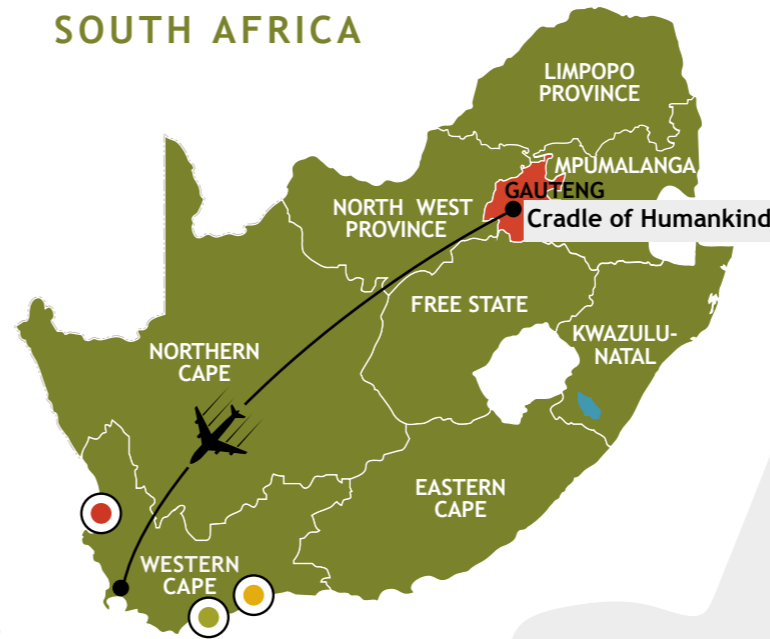 SOUTH AFRICA
LIMPOPO
PROVINCE
MPUMALANGA
GAUTENG
Cradle of Humankind
NORTH WEST
PROVINCE
FREE STATE
KWAZULU-
NATAL
NORTHERN
CAPE
EASTERN
CAPE
WESTERN
CAPE